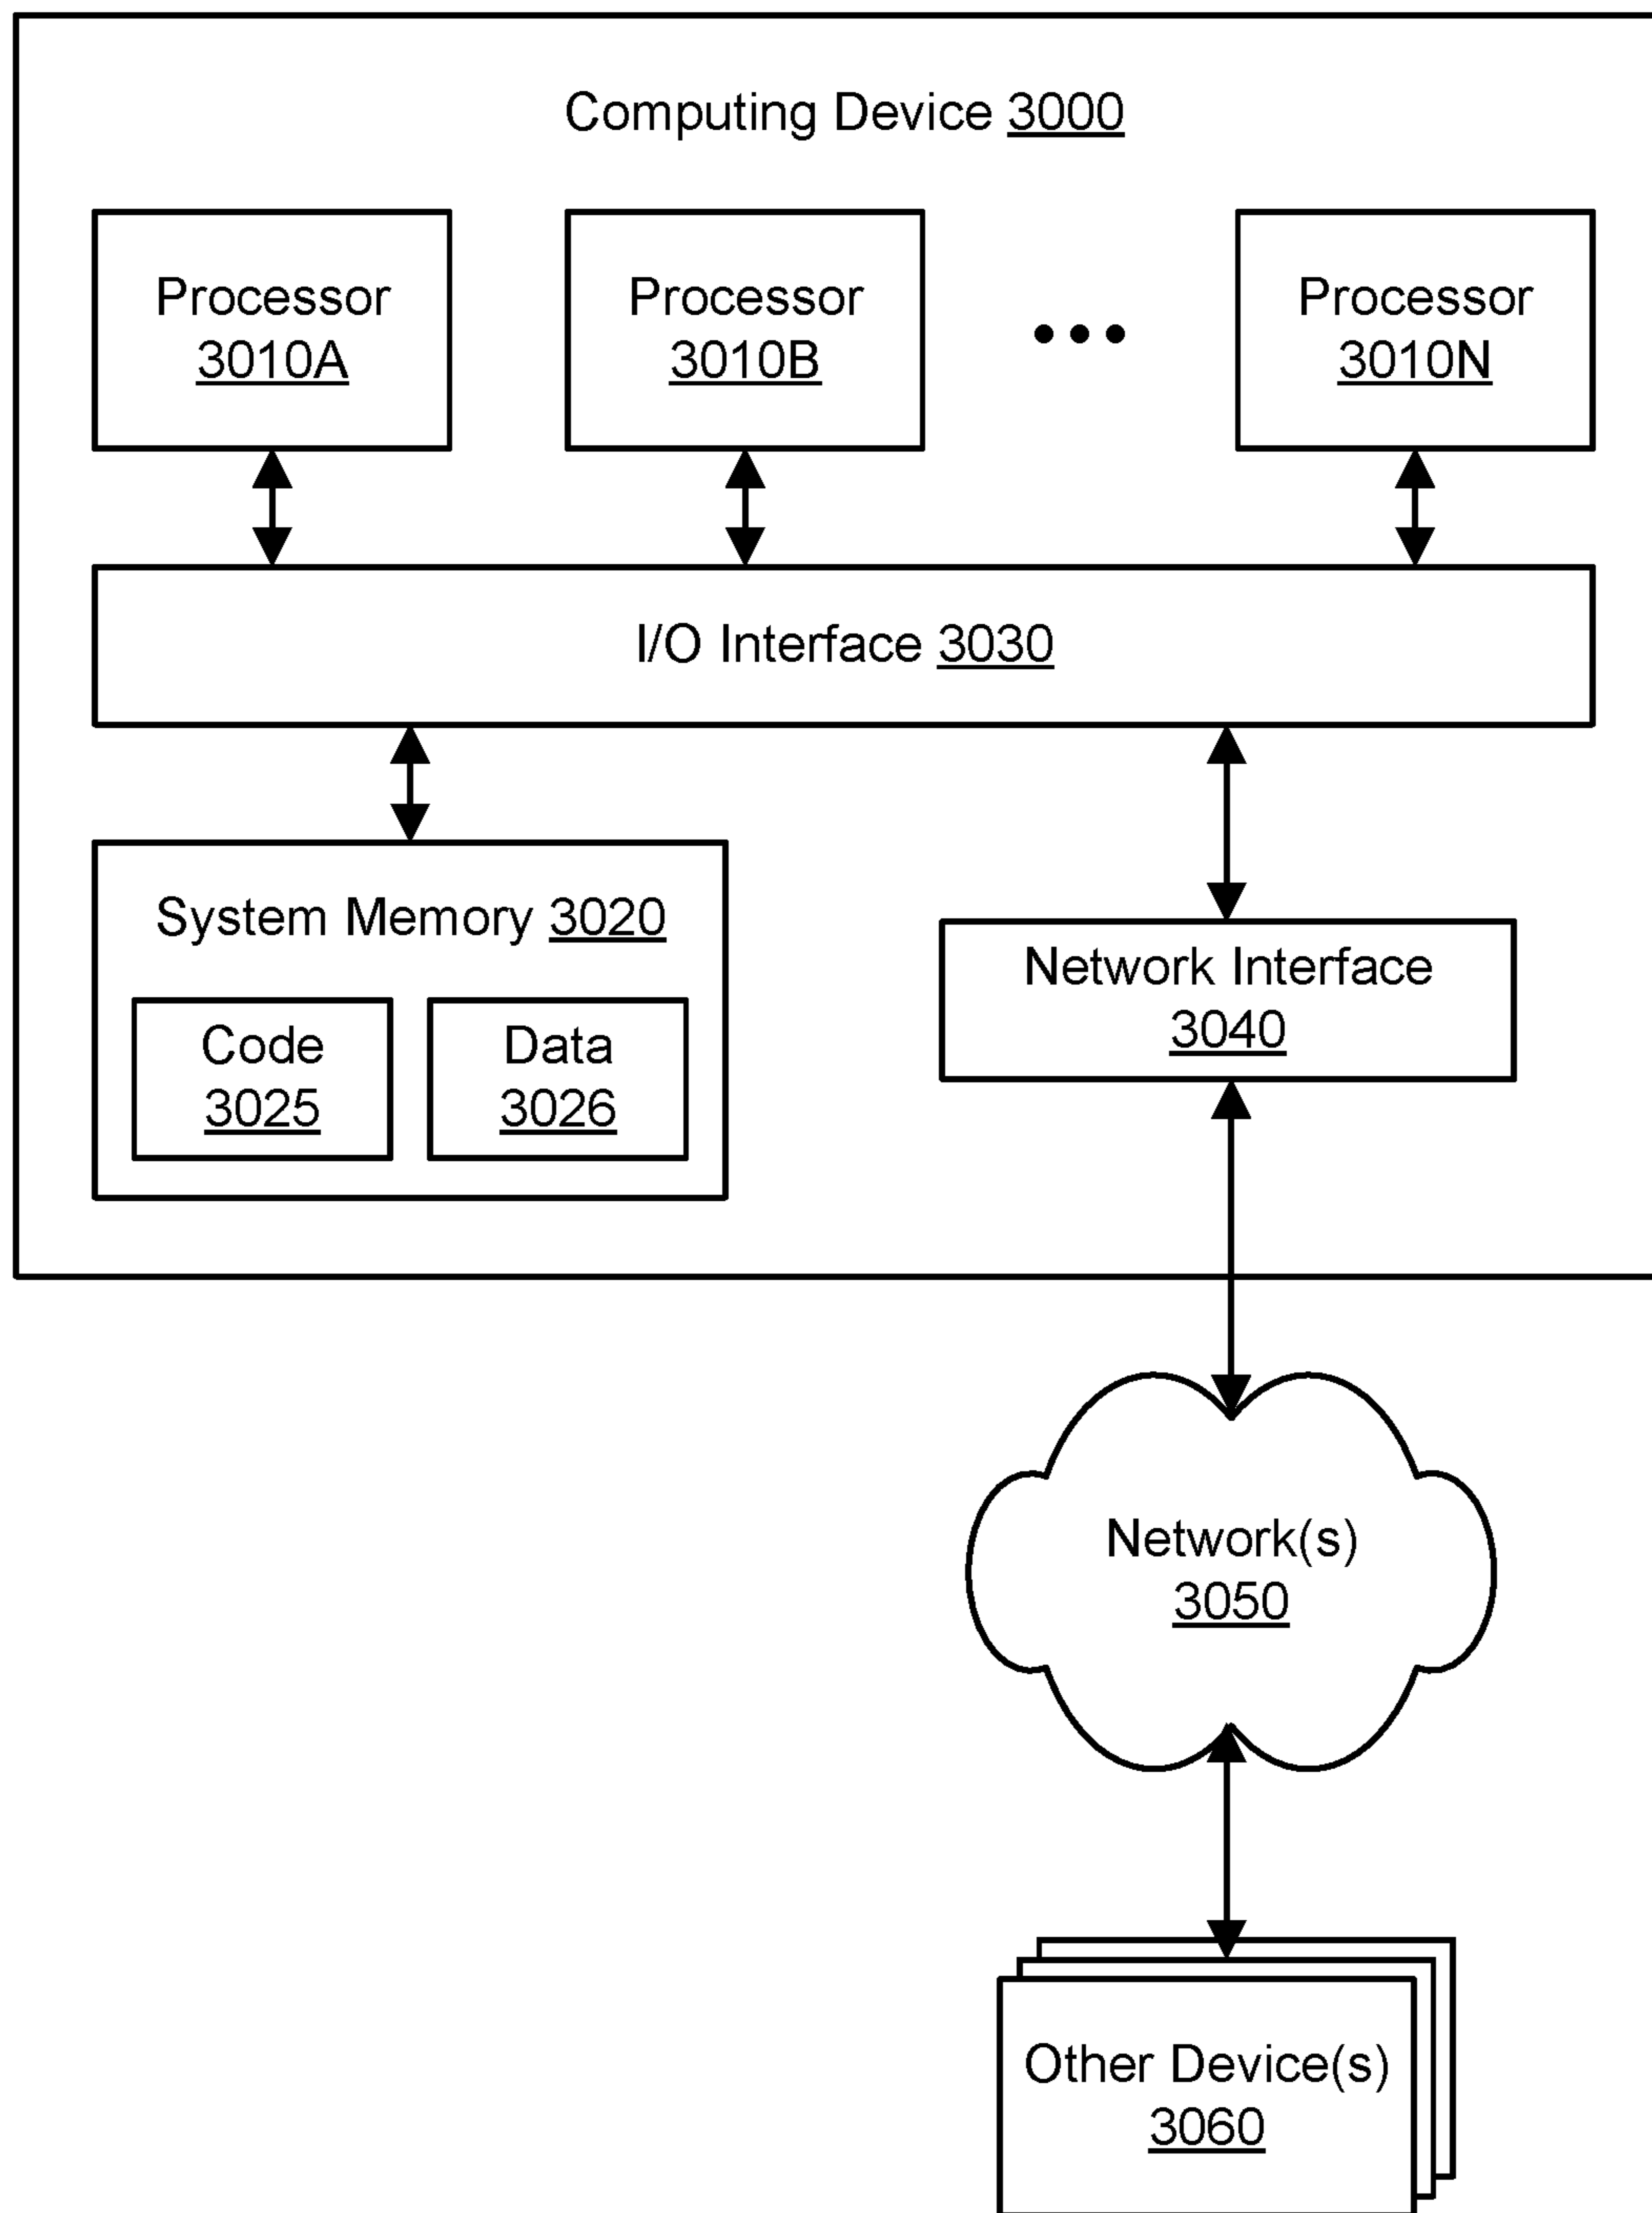 Computing Device 3000
Processor
3010A
Processor
3010B
Processor
3010N
I/O Interface 3030
System Memory 3020
Code
3025
Data
3026
Network Interface
3040
Network(s)
3050
Other Device(s)
3060